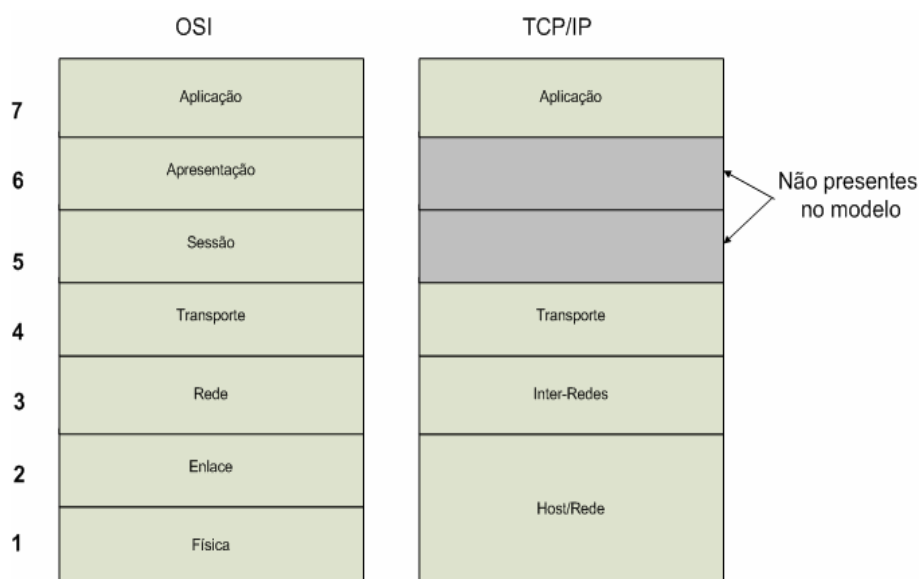 OSI
TCP/IP
7
Aplicação
Aplicação
6
Apresentação
Não presentes
no modelo
5
Sessão
4
Transporte
Transporte
3
Rede
Inter-Redes
2
Enlace
Host/Rede
1
Física